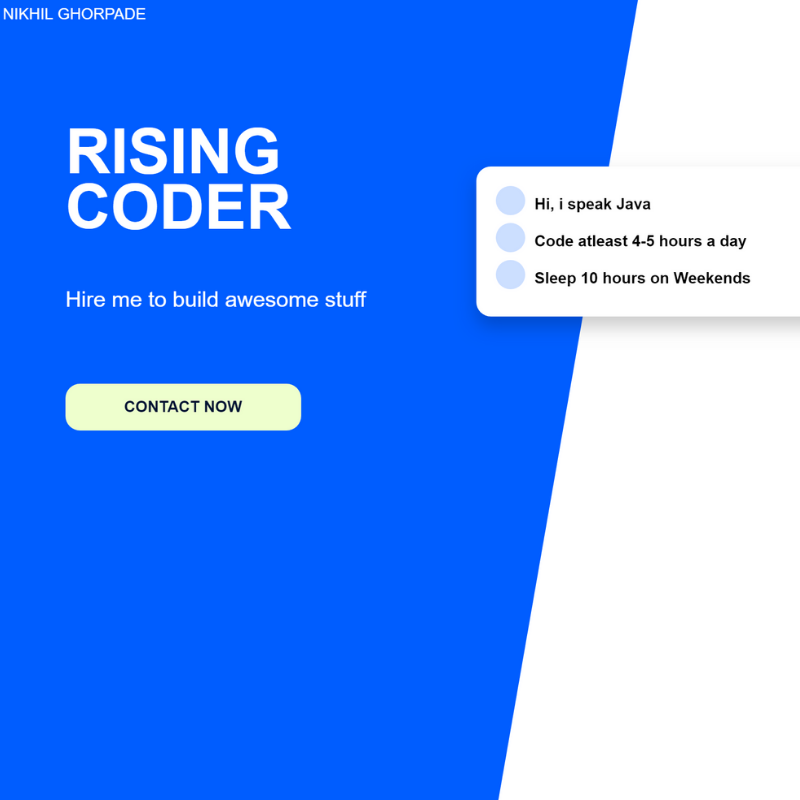 NIKHIL GHORPADE
RISING
CODER
Hire me to build awesome stuff
CONTACT NOW
Hi, i speak Java
Code atleast 4-5 hours a day
Sleep 10 hours on Weekends